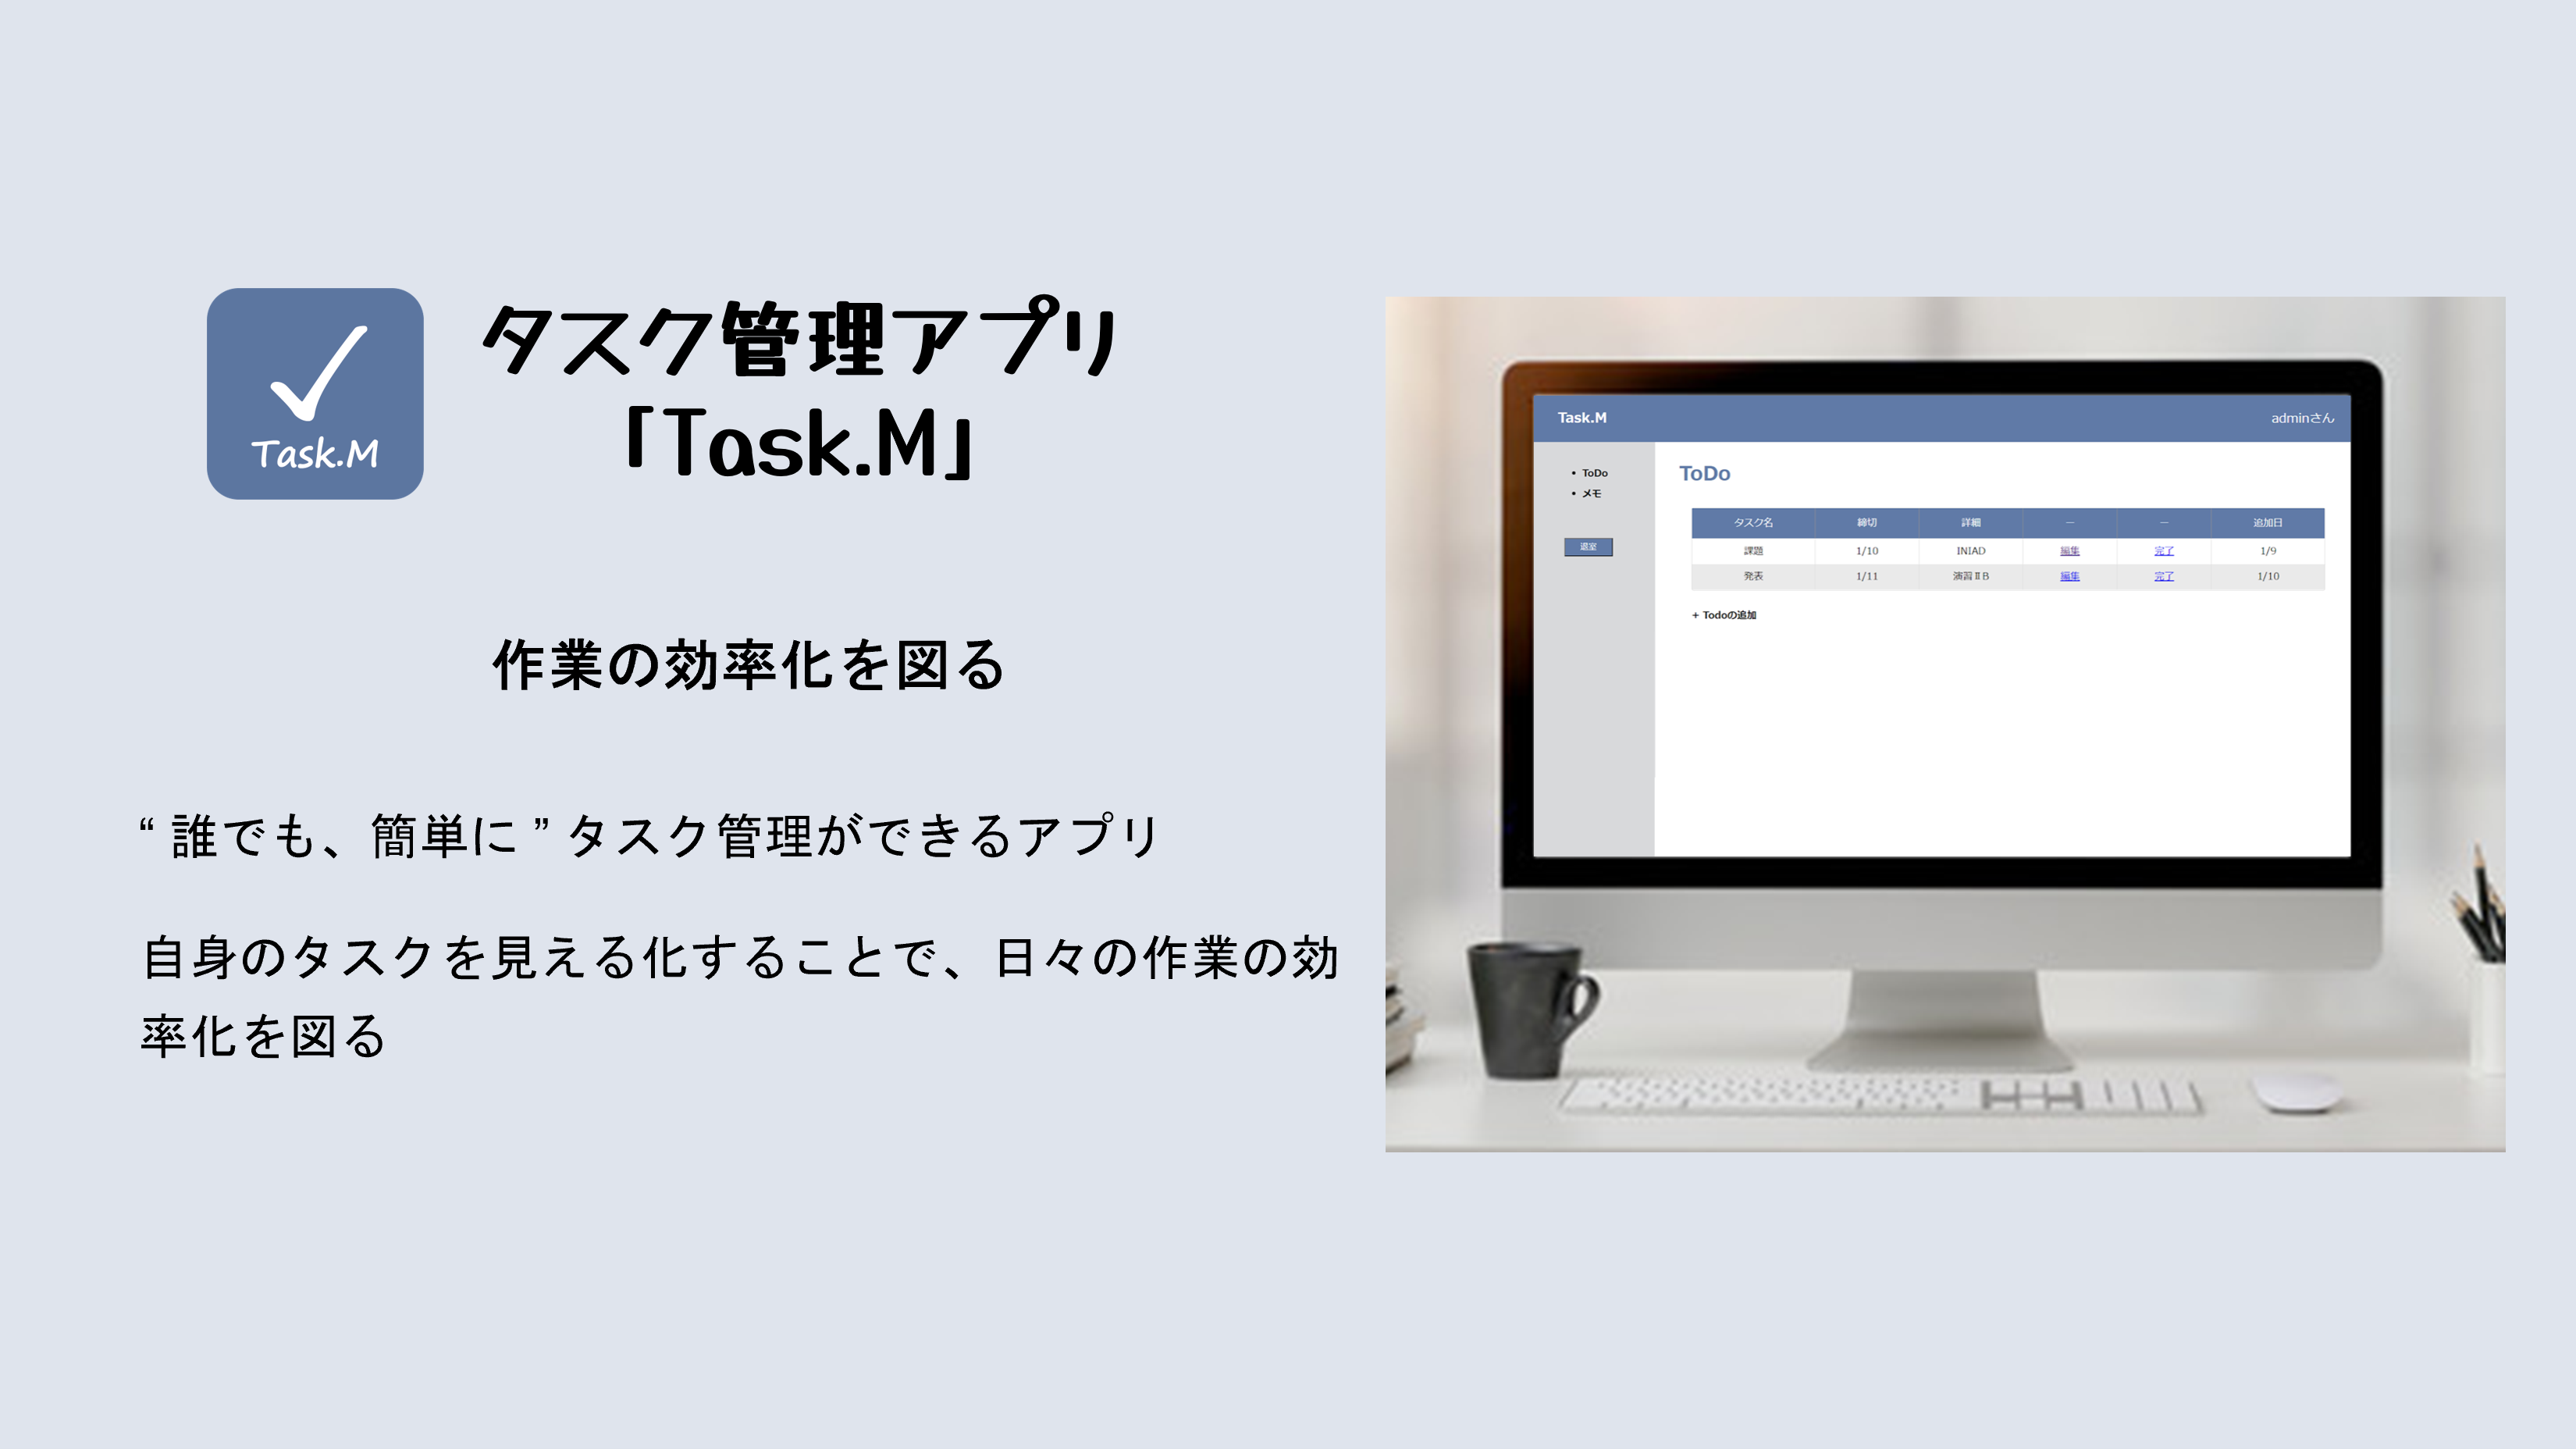 Task.M
タスク管理アプリ
「Task.M」
作業の効率化を図る
“ 誰でも、簡単に ” タスク管理ができるアプリ
自身のタスクを見える化することで、日々の作業の効
率化を図る
Task.M adminさん
• ToDo
• メモ
退室
ToDo
タスク名 締切 詳細 — — 追加日
課題 1/10 INIAD 編集 完了 1/9
発表 1/11 演習ⅡB 編集 完了 1/10
+ Todoの追加